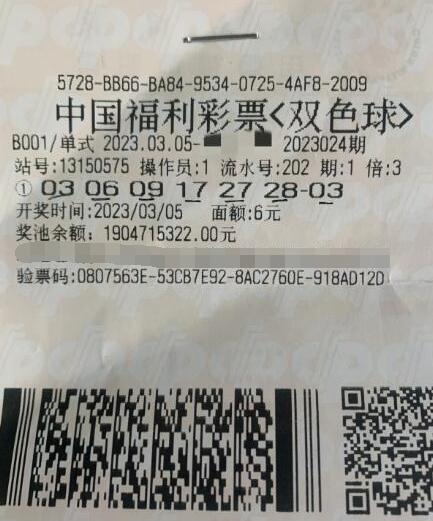 5728-BB66-BA84-9534-0725-4AF8-2009
中国福利彩票<双色球>
B001/单式 2023.03.05- 2023024期
站号:13150575 操作员:1 流水号:202 期:1 倍:3
① 03 06 09 17 27 28-03
开奖时间:2023/03/05 面额:6元
奖池余额: 1904715322.00元
验票码:0807563E-53CB7E92-8AC2760E-918AD12D